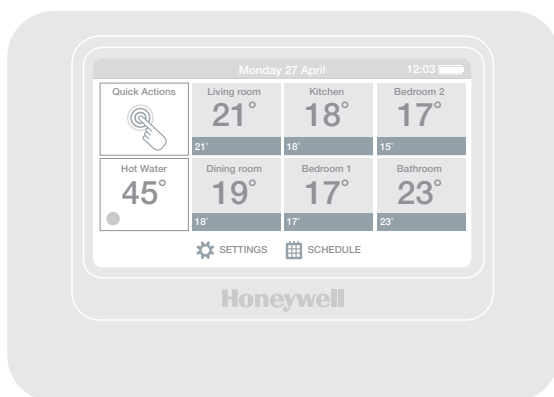 Monday 27 April 12:03
Quick Actions
Living room
21°
21°
Kitchen
18°
18°
Bedroom 2
17°
15°
Hot Water
45°
Dining room
19°
18°
Bedroom 1
17°
17°
Bathroom
23°
23°
SETTINGS SCHEDULE
Honeywell